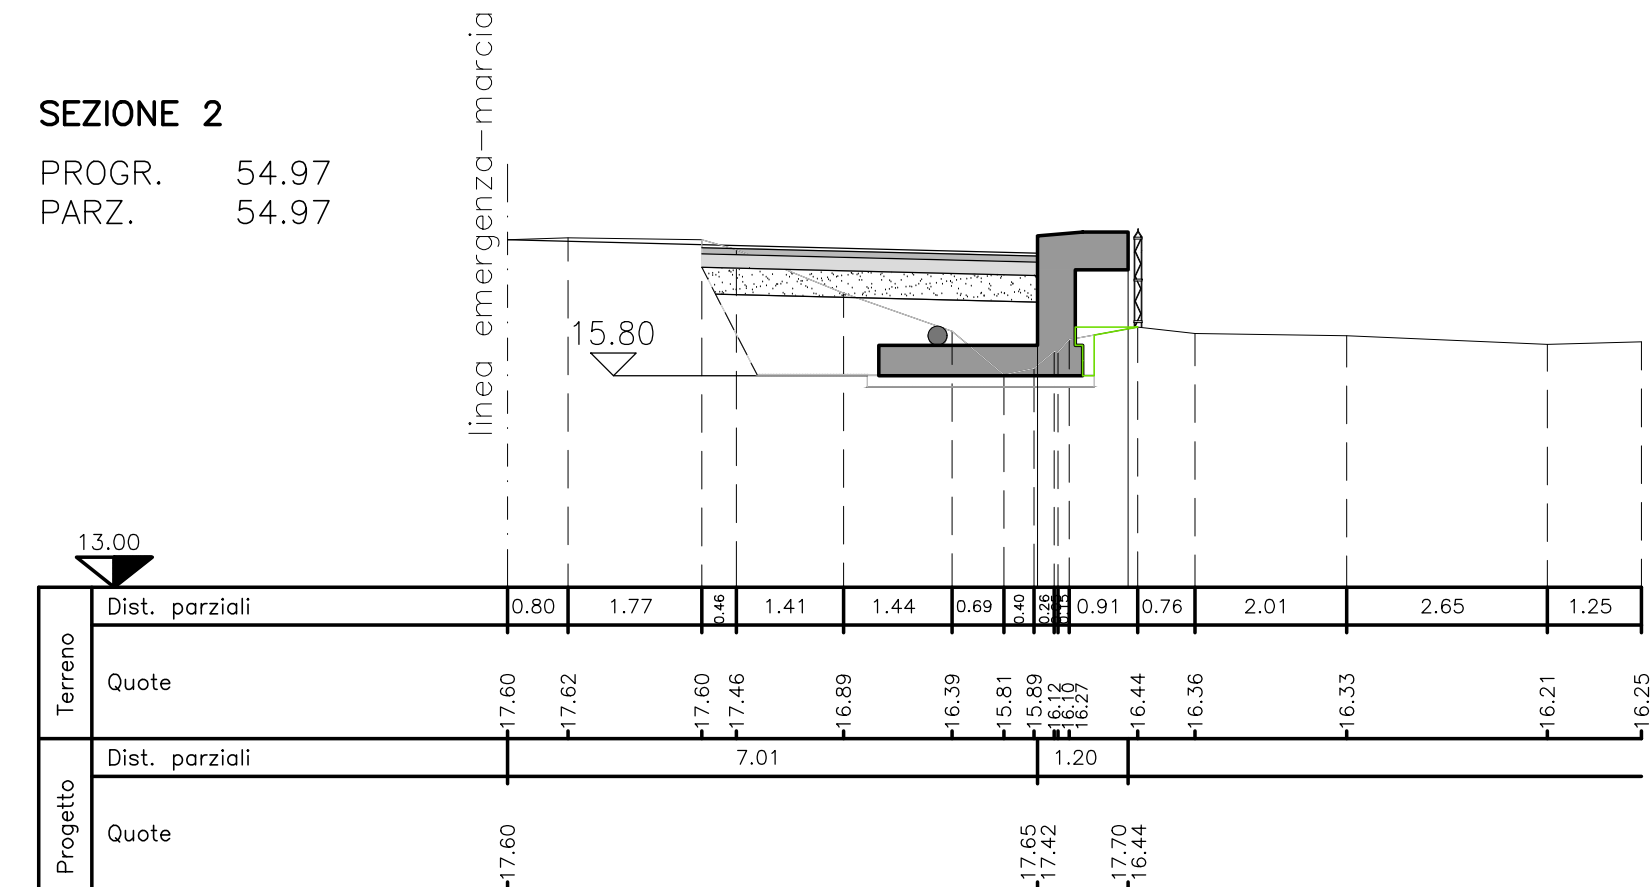 linea emergenza-marcia
SEZIONE 2
PROGR. 54.97
PARZ. 54.97
15.80
13.00
Terreno
Dist. parziali 0.80 1.77 0.46 1.41 1.44 0.69 0.40 0.26 0.15 0.91 0.76 2.01 2.65 1.25
Quote 17.60 17.62 17.60 17.46 16.89 16.39 15.81 15.89 16.12 16.10 16.27 16.44 16.36 16.33 16.21 16.25
Progetto
Dist. parziali 7.01 1.20
Quote 17.60 17.65 17.42 17.70 16.44